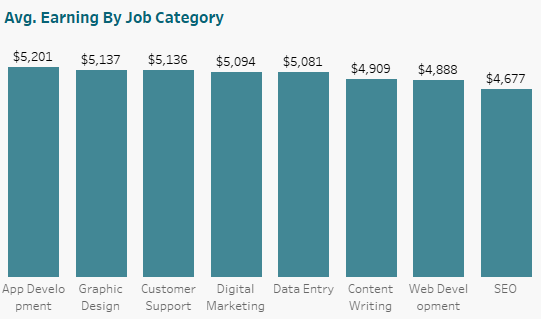 Avg. Earning By Job Category
$5,201 $5,137 $5,136 $5,094 $5,081 $4,909 $4,888 $4,677
App Develo Graphic Customer Digital Data Entry Content Web Devel SEO
pment Design Support Marketing Writing opment